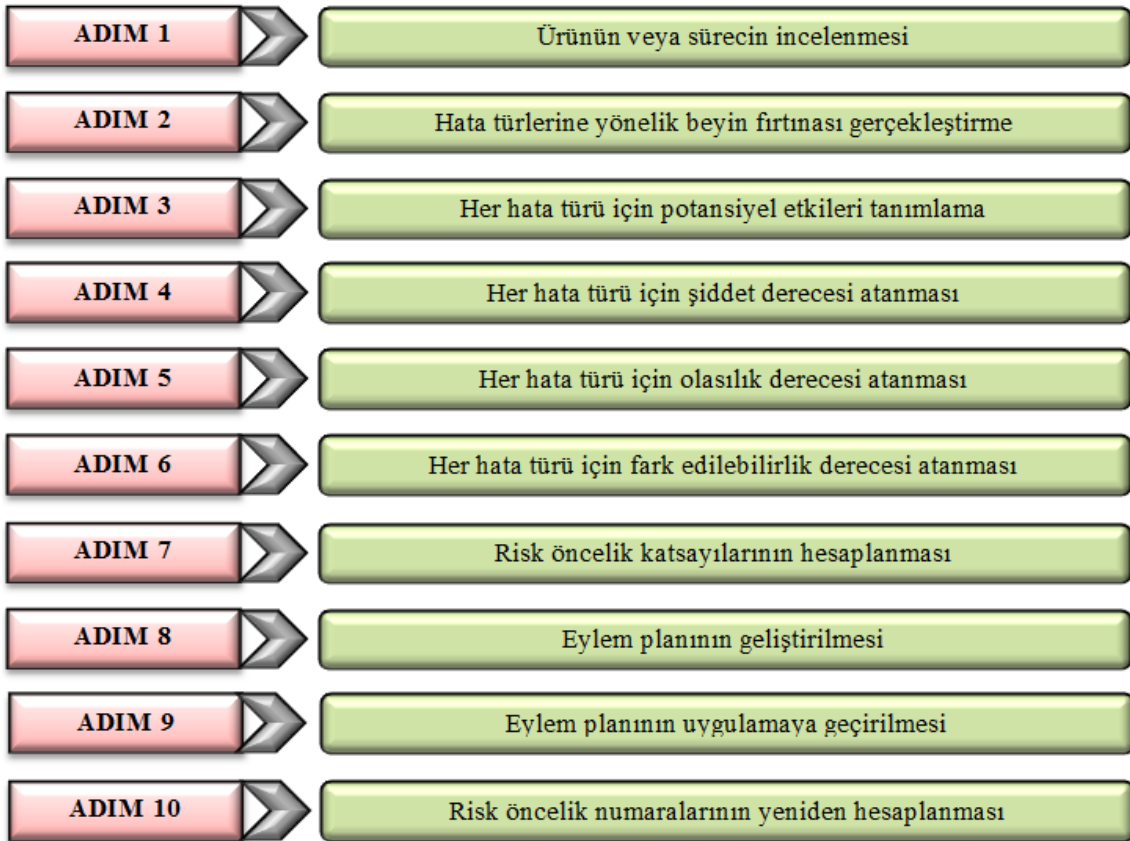 ADIM 1 Ürünün veya sürecin incelenmesi
ADIM 2 Hata türlerine yönelik beyin fırtınası gerçekleştirme
ADIM 3 Her hata türü için potansiyel etkileri tanımlama
ADIM 4 Her hata türü için şiddet derecesi atanması
ADIM 5 Her hata türü için olasılık derecesi atanması
ADIM 6 Her hata türü için fark edilebilirlik derecesi atanması
ADIM 7 Risk öncelik katsayılarının hesaplanması
ADIM 8 Eylem planının geliştirilmesi
ADIM 9 Eylem planının uygulamaya geçirilmesi
ADIM 10 Risk öncelik numaralarının yeniden hesaplanması